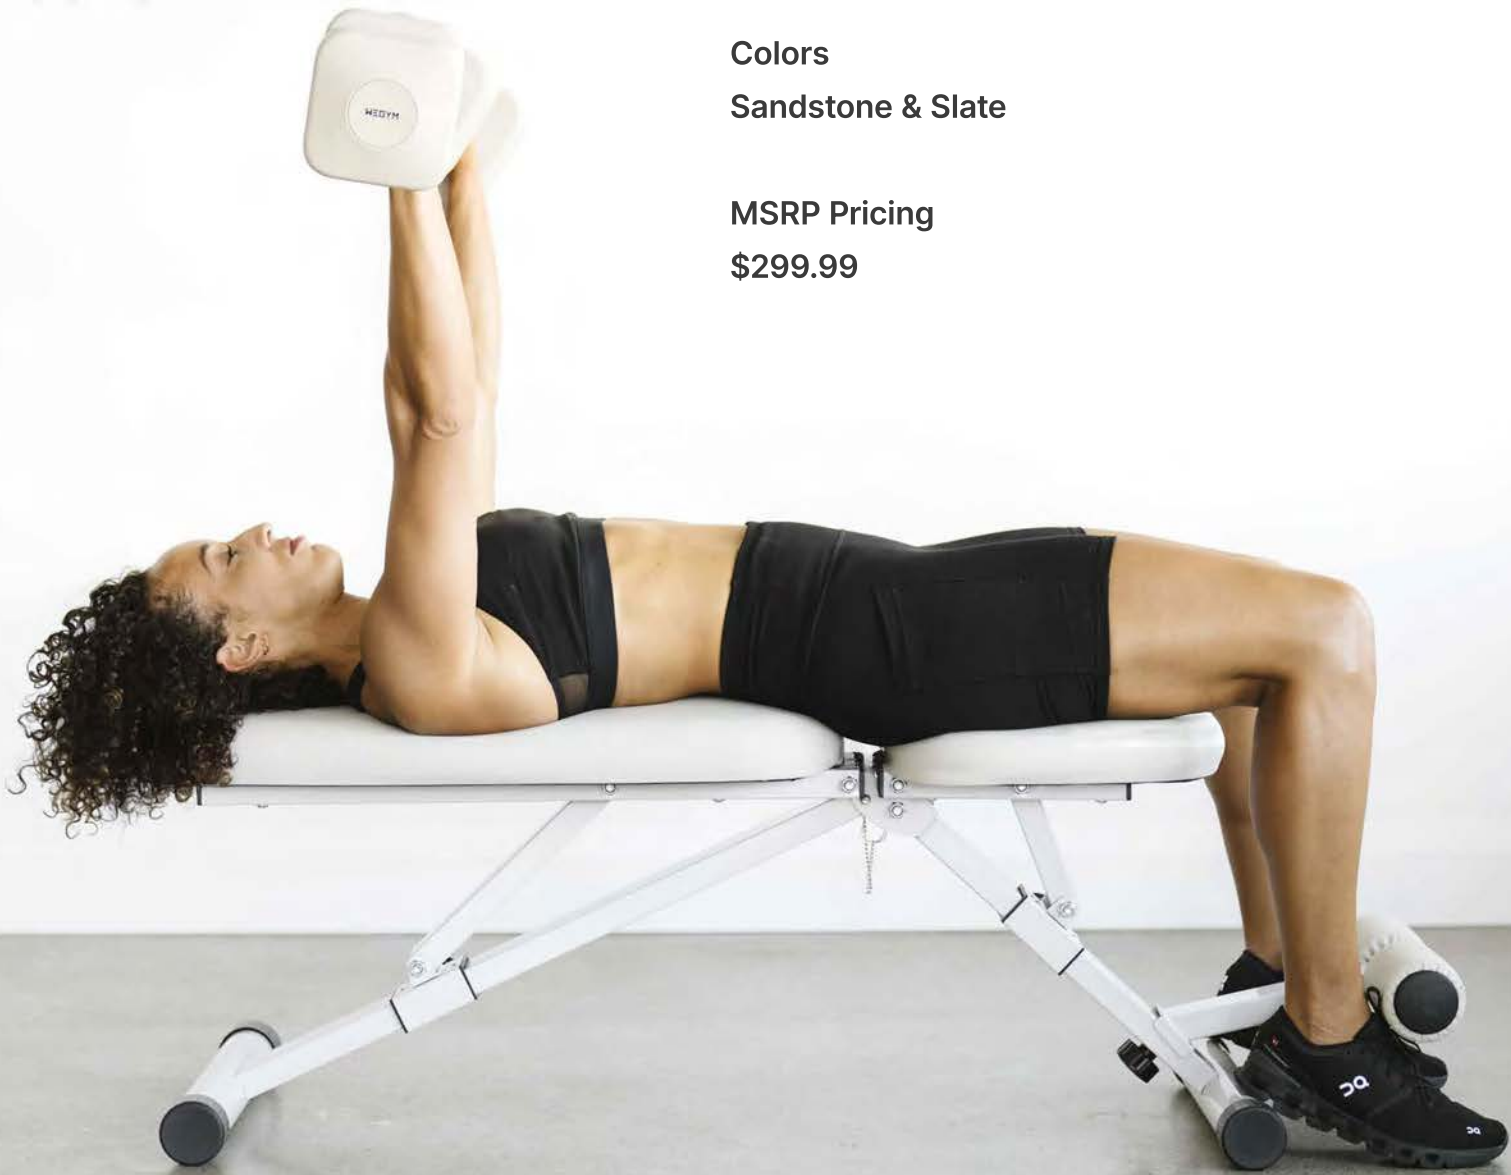 Colors
Sandstone & Slate
MSRP Pricing
$299.99
WEGYM